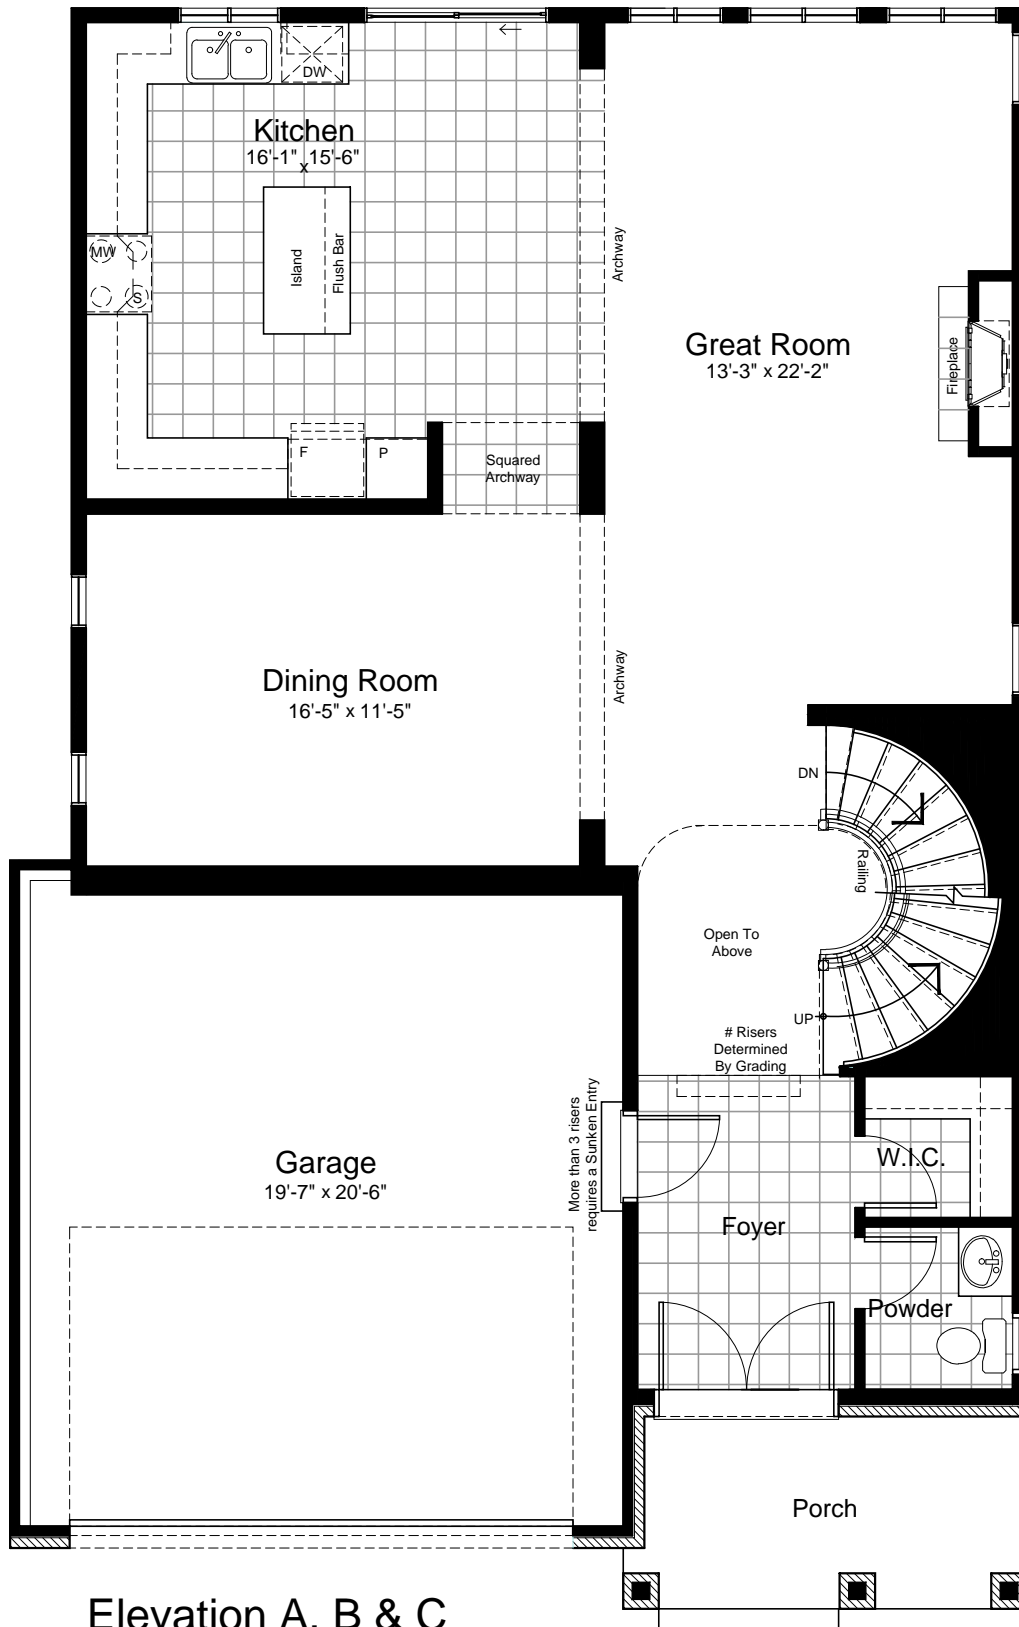 DW
Kitchen
16'-1" x 15'-6"
MW
S
Island
Flush Bar
Archway
Great Room
13'-3" x 22'-2"
Fireplace
F
P
Squared
Archway
Dining Room
16'-5" x 11'-5"
Archway
DN
Railing
Open To
Above
UP
# Risers
Determined
By Grading
More than 3 risers
requires a Sunken Entry
Garage
19'-7" x 20'-6"
W.I.C.
Foyer
Powder
Porch
Elevation A, B & C